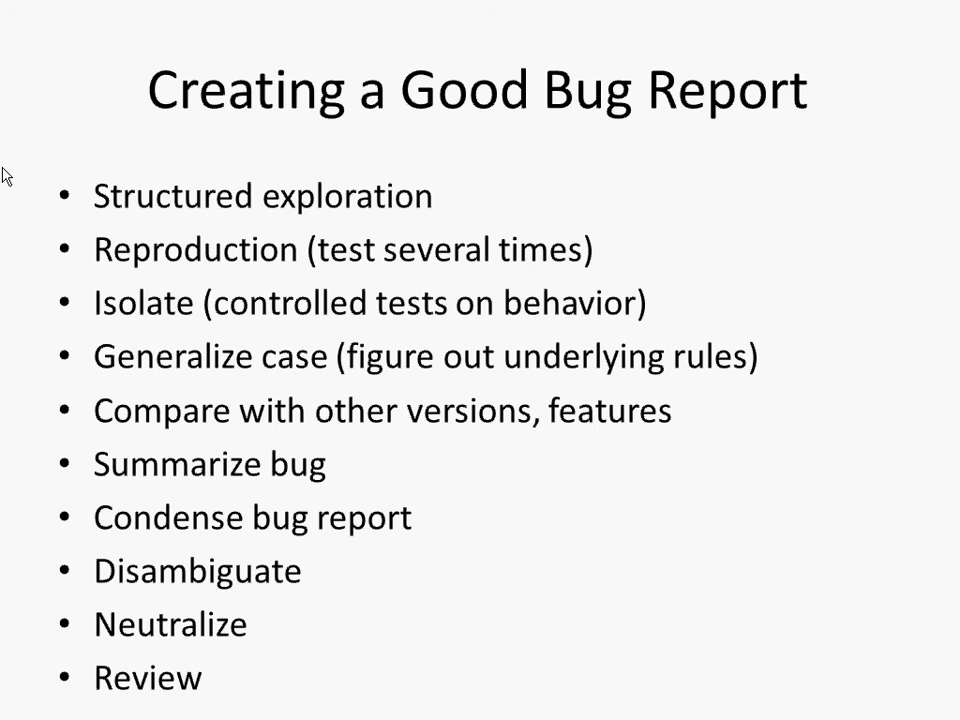 Creating a Good Bug Report
• Structured exploration
• Reproduction (test several times)
• Isolate (controlled tests on behavior)
• Generalize case (figure out underlying rules)
• Compare with other versions, features
• Summarize bug
• Condense bug report
• Disambiguate
• Neutralize
• Review